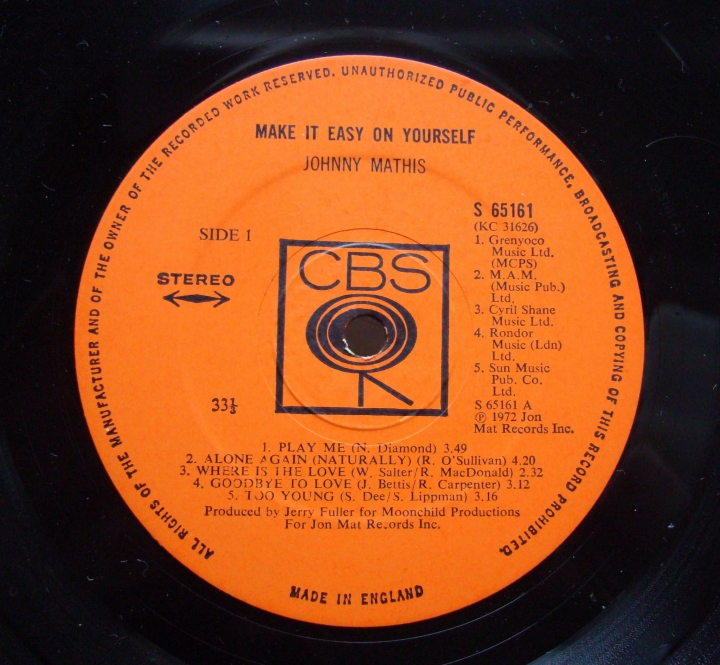 ALL RIGHTS OF THE MANUFACTURER AND OF THE OWNER OF THE RECORDED WORK RESERVED. UNAUTHORIZED PUBLIC PERFORMANCE, BROADCASTING AND COPYING OF THIS RECORD PROHIBITED.
MAKE IT EASY ON YOURSELF
JOHNNY MATHIS
SIDE 1
STEREO
33⅓
CBS
S 65161
(KC 31626)
1. Grenyoco
Music Ltd.
(MCPS)
2. M.A.M.
(Music Pub.)
Ltd.
3. Cyril Shane
Music Ltd.
4. Rondor
Music (Ldn)
Ltd.
5. Sun Music
Pub. Co.
Ltd.
S 65161 A
℗ 1972 Jon
Mat Records Inc.
1. PLAY ME (N. Diamond) 3.49
2. ALONE AGAIN (NATURALLY) (R. O'Sullivan) 4.20
3. WHERE IS THE LOVE (W. Salter/R. MacDonald) 2.32
4. GOODBYE TO LOVE (J. Bettis/R. Carpenter) 3.12
5. TOO YOUNG (S. Dee/S. Lippman) 3.16
Produced by Jerry Fuller for Moonchild Productions
For Jon Mat Records Inc.
MADE IN ENGLAND